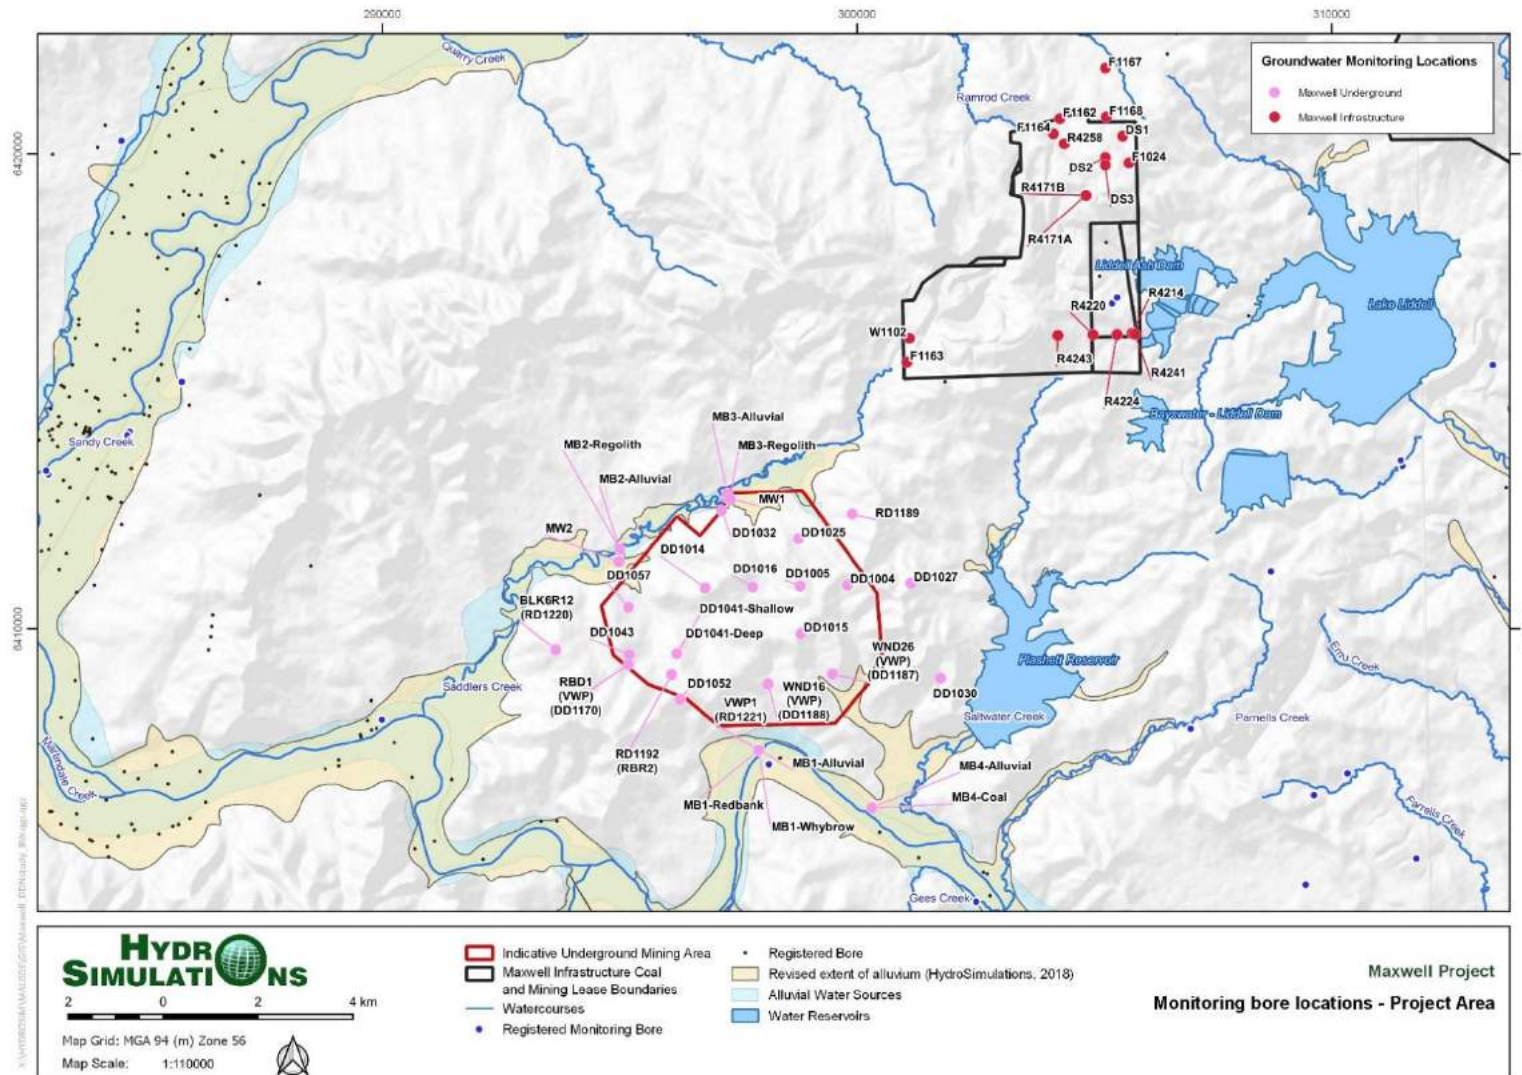 290000
300000
310000
6420000
6410000
Quarry Creek
Ramrod Creek
Groundwater Monitoring Locations
Maxwell Underground
Maxwell Infrastructure
F1167
F1162
F1168
F1164
R4258
DS1
DS2
F1024
R4171B
DS3
R4171A
Liddell Ash Dam
R4220
R4214
Lake Liddell
W1102
F1163
R4243
R4241
R4224
Bayswater - Liddell Dam
Sandy Creek
MB3-Alluvial
MB2-Regolith
MB3-Regolith
MB2-Alluvial
MW1
MW2
RD1189
DD1032
DD1025
DD1014
DD1057
DD1016
DD1005
DD1004
DD1027
BLK6R12
(RD1220)
DD1041-Shallow
DD1043
DD1041-Deep
DD1015
WND26
(VWP)
(DD1187)
Plashett Reservoir
Emu Creek
Saddlers Creek
RBD1
(VWP)
(DD1170)
DD1052
VWP1
(RD1221)
WND16
(VWP)
(DD1188)
DD1030
Saltwater Creek
Parnells Creek
Martindale Creek
RD1192
(RBR2)
MB1-Alluvial
MB4-Alluvial
MB1-Redbank
MB4-Coal
MB1-Whybrow
Farrells Creek
Gees Creek
HYDRO
SIMULATIONS
2 0 2 4 km
Map Grid: MGA 94 (m) Zone 56
Map Scale: 1:110000
Indicative Underground Mining Area
Maxwell Infrastructure Coal
and Mining Lease Boundaries
Watercourses
Registered Monitoring Bore
Registered Bore
Revised extent of alluvium (HydroSimulations, 2018)
Alluvial Water Sources
Water Reservoirs
Maxwell Project
Monitoring bore locations - Project Area